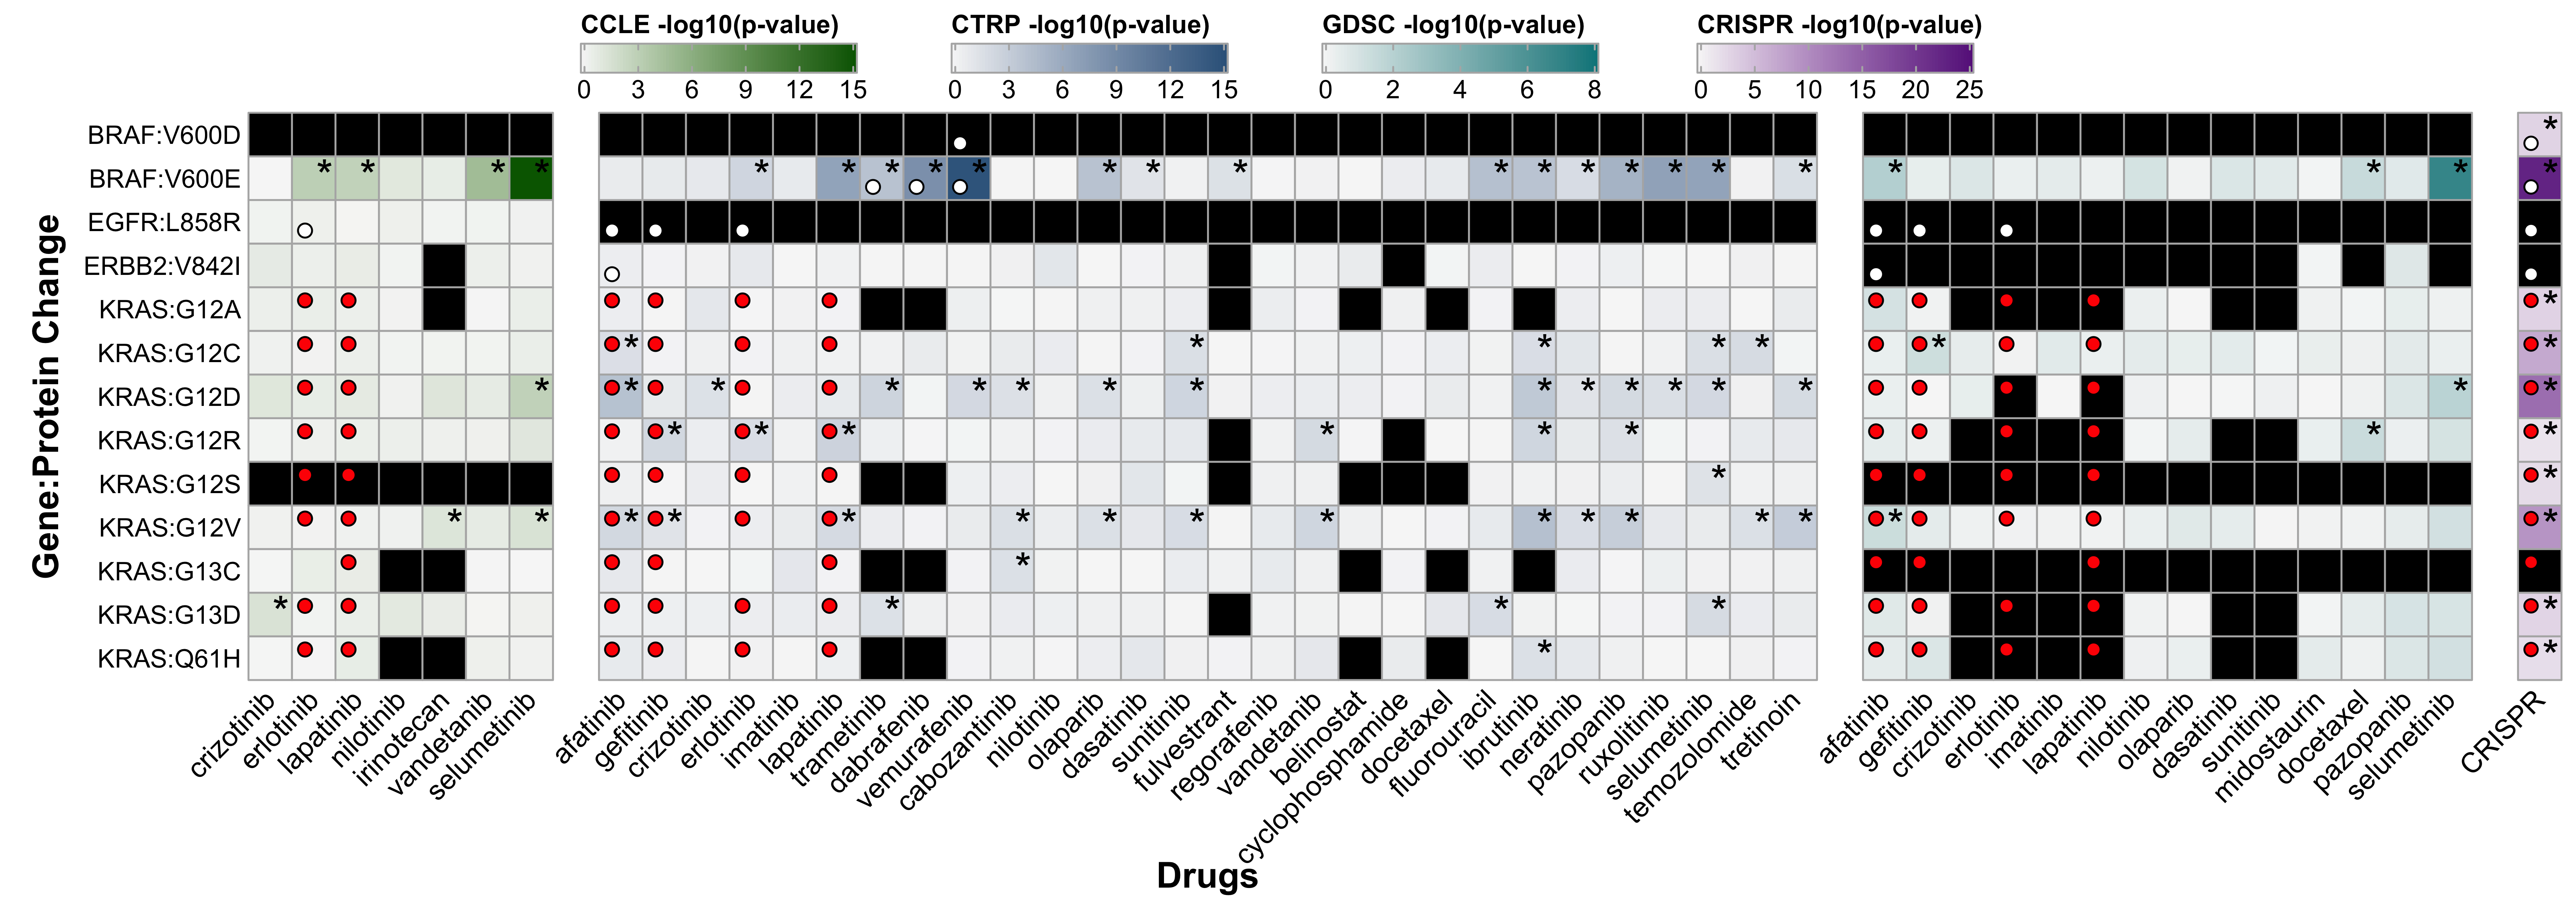 CCLE -log10(p-value)
CTRP -log10(p-value)
GDSC -log10(p-value)
CRISPR -log10(p-value)
0 3 6 9 12 15
0 3 6 9 12 15
0 2 4 6 8
0 5 10 15 20 25
Gene:Protein Change
BRAF:V600D
BRAF:V600E
EGFR:L858R
ERBB2:V842I
KRAS:G12A
KRAS:G12C
KRAS:G12D
KRAS:G12R
KRAS:G12S
KRAS:G12V
KRAS:G13C
KRAS:G13D
KRAS:Q61H
crizotinib
erlotinib
lapatinib
nilotinib
irinotecan
vandetanib
selumetinib
afatinib
gefitinib
crizotinib
erlotinib
imatinib
lapatinib
trametinib
dabrafenib
vemurafenib
cabozantinib
nilotinib
olaparib
dasatinib
sunitinib
fulvestrant
regorafenib
vandetanib
belinostat
cyclophosphamide
docetaxel
fluorouracil
ibrutinib
neratinib
pazopanib
ruxolitinib
selumetinib
temozolomide
tretinoin
afatinib
gefitinib
crizotinib
erlotinib
imatinib
lapatinib
nilotinib
olaparib
dasatinib
sunitinib
midostaurin
docetaxel
pazopanib
selumetinib
CRISPR
Drugs